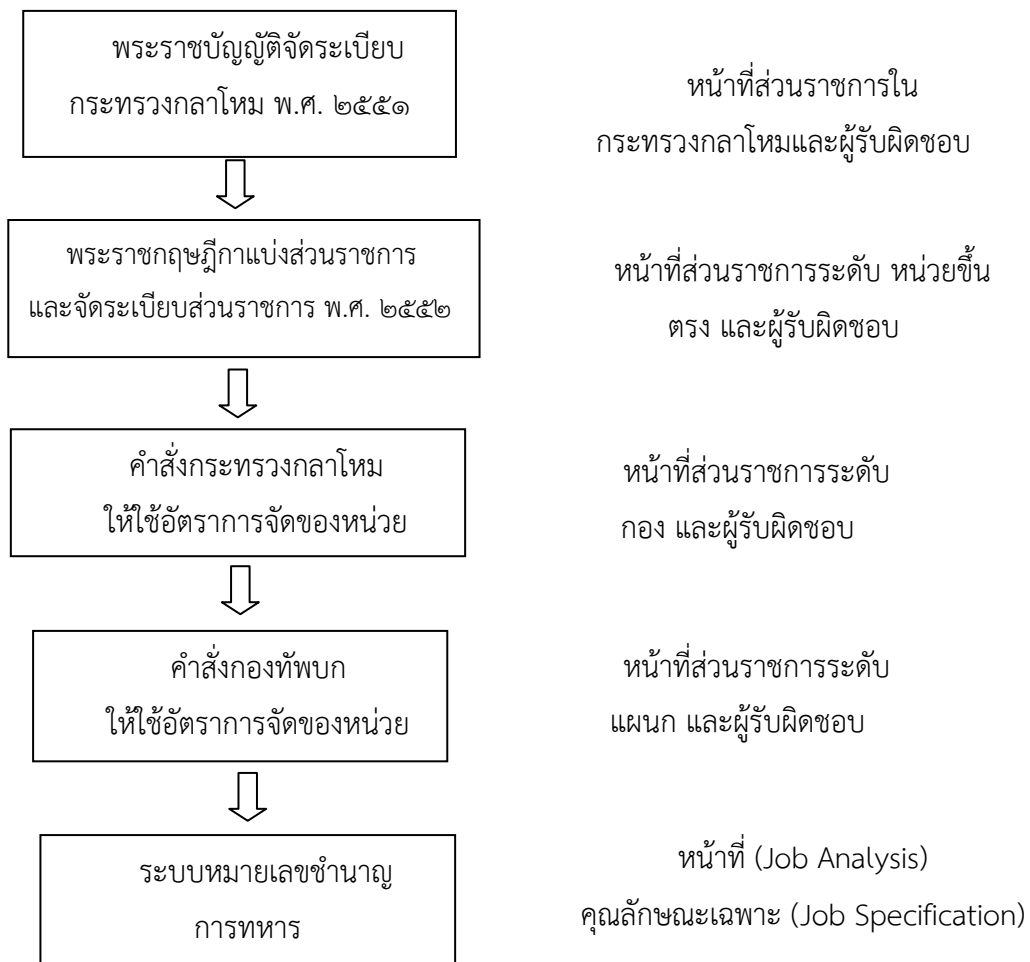 พระราชบัญญัติจัดระเบียบ
กระทรวงกลาโหม พ.ศ. ๒๕๕๑
หน้าที่ส่วนราชการใน
กระทรวงกลาโหมและผู้รับผิดชอบ
พระราชกฤษฎีกาแบ่งส่วนราชการ
และจัดระเบียบส่วนราชการ พ.ศ. ๒๕๕๒
หน้าที่ส่วนราชการระดับ หน่วยขึ้น
ตรง และผู้รับผิดชอบ
คำสั่งกระทรวงกลาโหม
ให้ใช้อัตราการจัดของหน่วย
หน้าที่ส่วนราชการระดับ
กอง และผู้รับผิดชอบ
คำสั่งกองทัพบก
ให้ใช้อัตราการจัดของหน่วย
หน้าที่ส่วนราชการระดับ
แผนก และผู้รับผิดชอบ
ระบบหมายเลขชำนาญ
การทหาร
หน้าที่ (Job Analysis)
คุณลักษณะเฉพาะ (Job Specification)